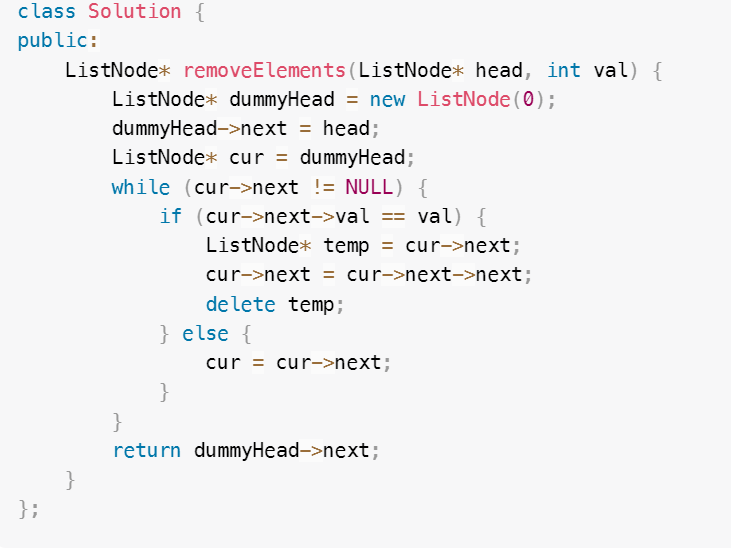 class Solution {
public:
    ListNode* removeElements(ListNode* head, int val) {
        ListNode* dummyHead = new ListNode(0);
        dummyHead->next = head;
        ListNode* cur = dummyHead;
        while (cur->next != NULL) {
            if (cur->next->val == val) {
                ListNode* temp = cur->next;
                cur->next = cur->next->next;
                delete temp;
            } else {
                cur = cur->next;
            }
        }
        return dummyHead->next;
    }
};